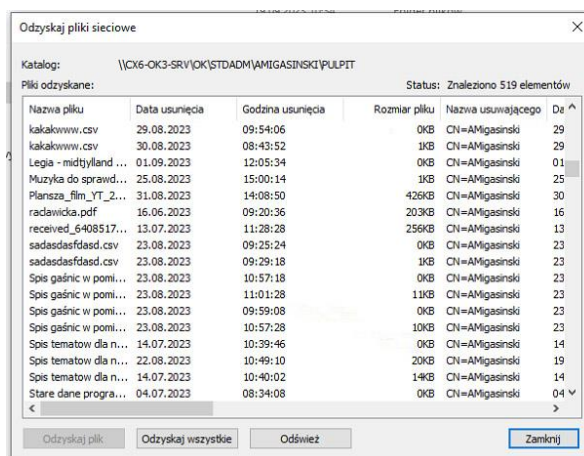 Odzyskaj pliki sieciowe
Katalog: \\CX6-OK3-SRV\OK\STDADM\AMIGASINSKI\PULPIT
Pliki odzyskane: Status: Znaleziono 519 elementów
Nazwa pliku Data usunięcia Godzina usunięcia Rozmiar pliku Nazwa usuwającego Da
kakakwww.csv 29.08.2023 09:54:06 0KB CN=AMigasinski 29
kakakwww.csv 30.08.2023 08:43:52 1KB CN=AMigasinski 29
Legia - midtjylland ... 01.09.2023 12:05:34 0KB CN=AMigasinski 01
Muzyka do sprawd... 25.08.2023 15:00:14 1KB CN=AMigasinski 25
Plansza_film_YT_2... 31.08.2023 14:08:50 426KB CN=AMigasinski 30
raclawicka.pdf 16.06.2023 09:20:36 203KB CN=AMigasinski 16
received_6408517... 13.07.2023 11:28:28 256KB CN=AMigasinski 13
sadasdasfdasd.csv 23.08.2023 09:25:24 0KB CN=AMigasinski 23
sadasdasfdasd.csv 23.08.2023 09:29:18 1KB CN=AMigasinski 23
Spis gaśnic w pomi... 23.08.2023 10:57:18 0KB CN=AMigasinski 23
Spis gaśnic w pomi... 23.08.2023 11:01:28 11KB CN=AMigasinski 23
Spis gaśnic w pomi... 23.08.2023 09:59:08 0KB CN=AMigasinski 23
Spis gaśnic w pomi... 23.08.2023 10:57:28 10KB CN=AMigasinski 23
Spis tematow dla n... 14.07.2023 10:39:46 0KB CN=AMigasinski 14
Spis tematow dla n... 22.08.2023 10:49:10 20KB CN=AMigasinski 19
Spis tematow dla n... 14.07.2023 10:40:02 14KB CN=AMigasinski 14
Stare dane progra... 04.07.2023 08:34:08 0KB CN=AMigasinski 04
Odzyskaj plik Odzyskaj wszystkie Odśwież Zamknij